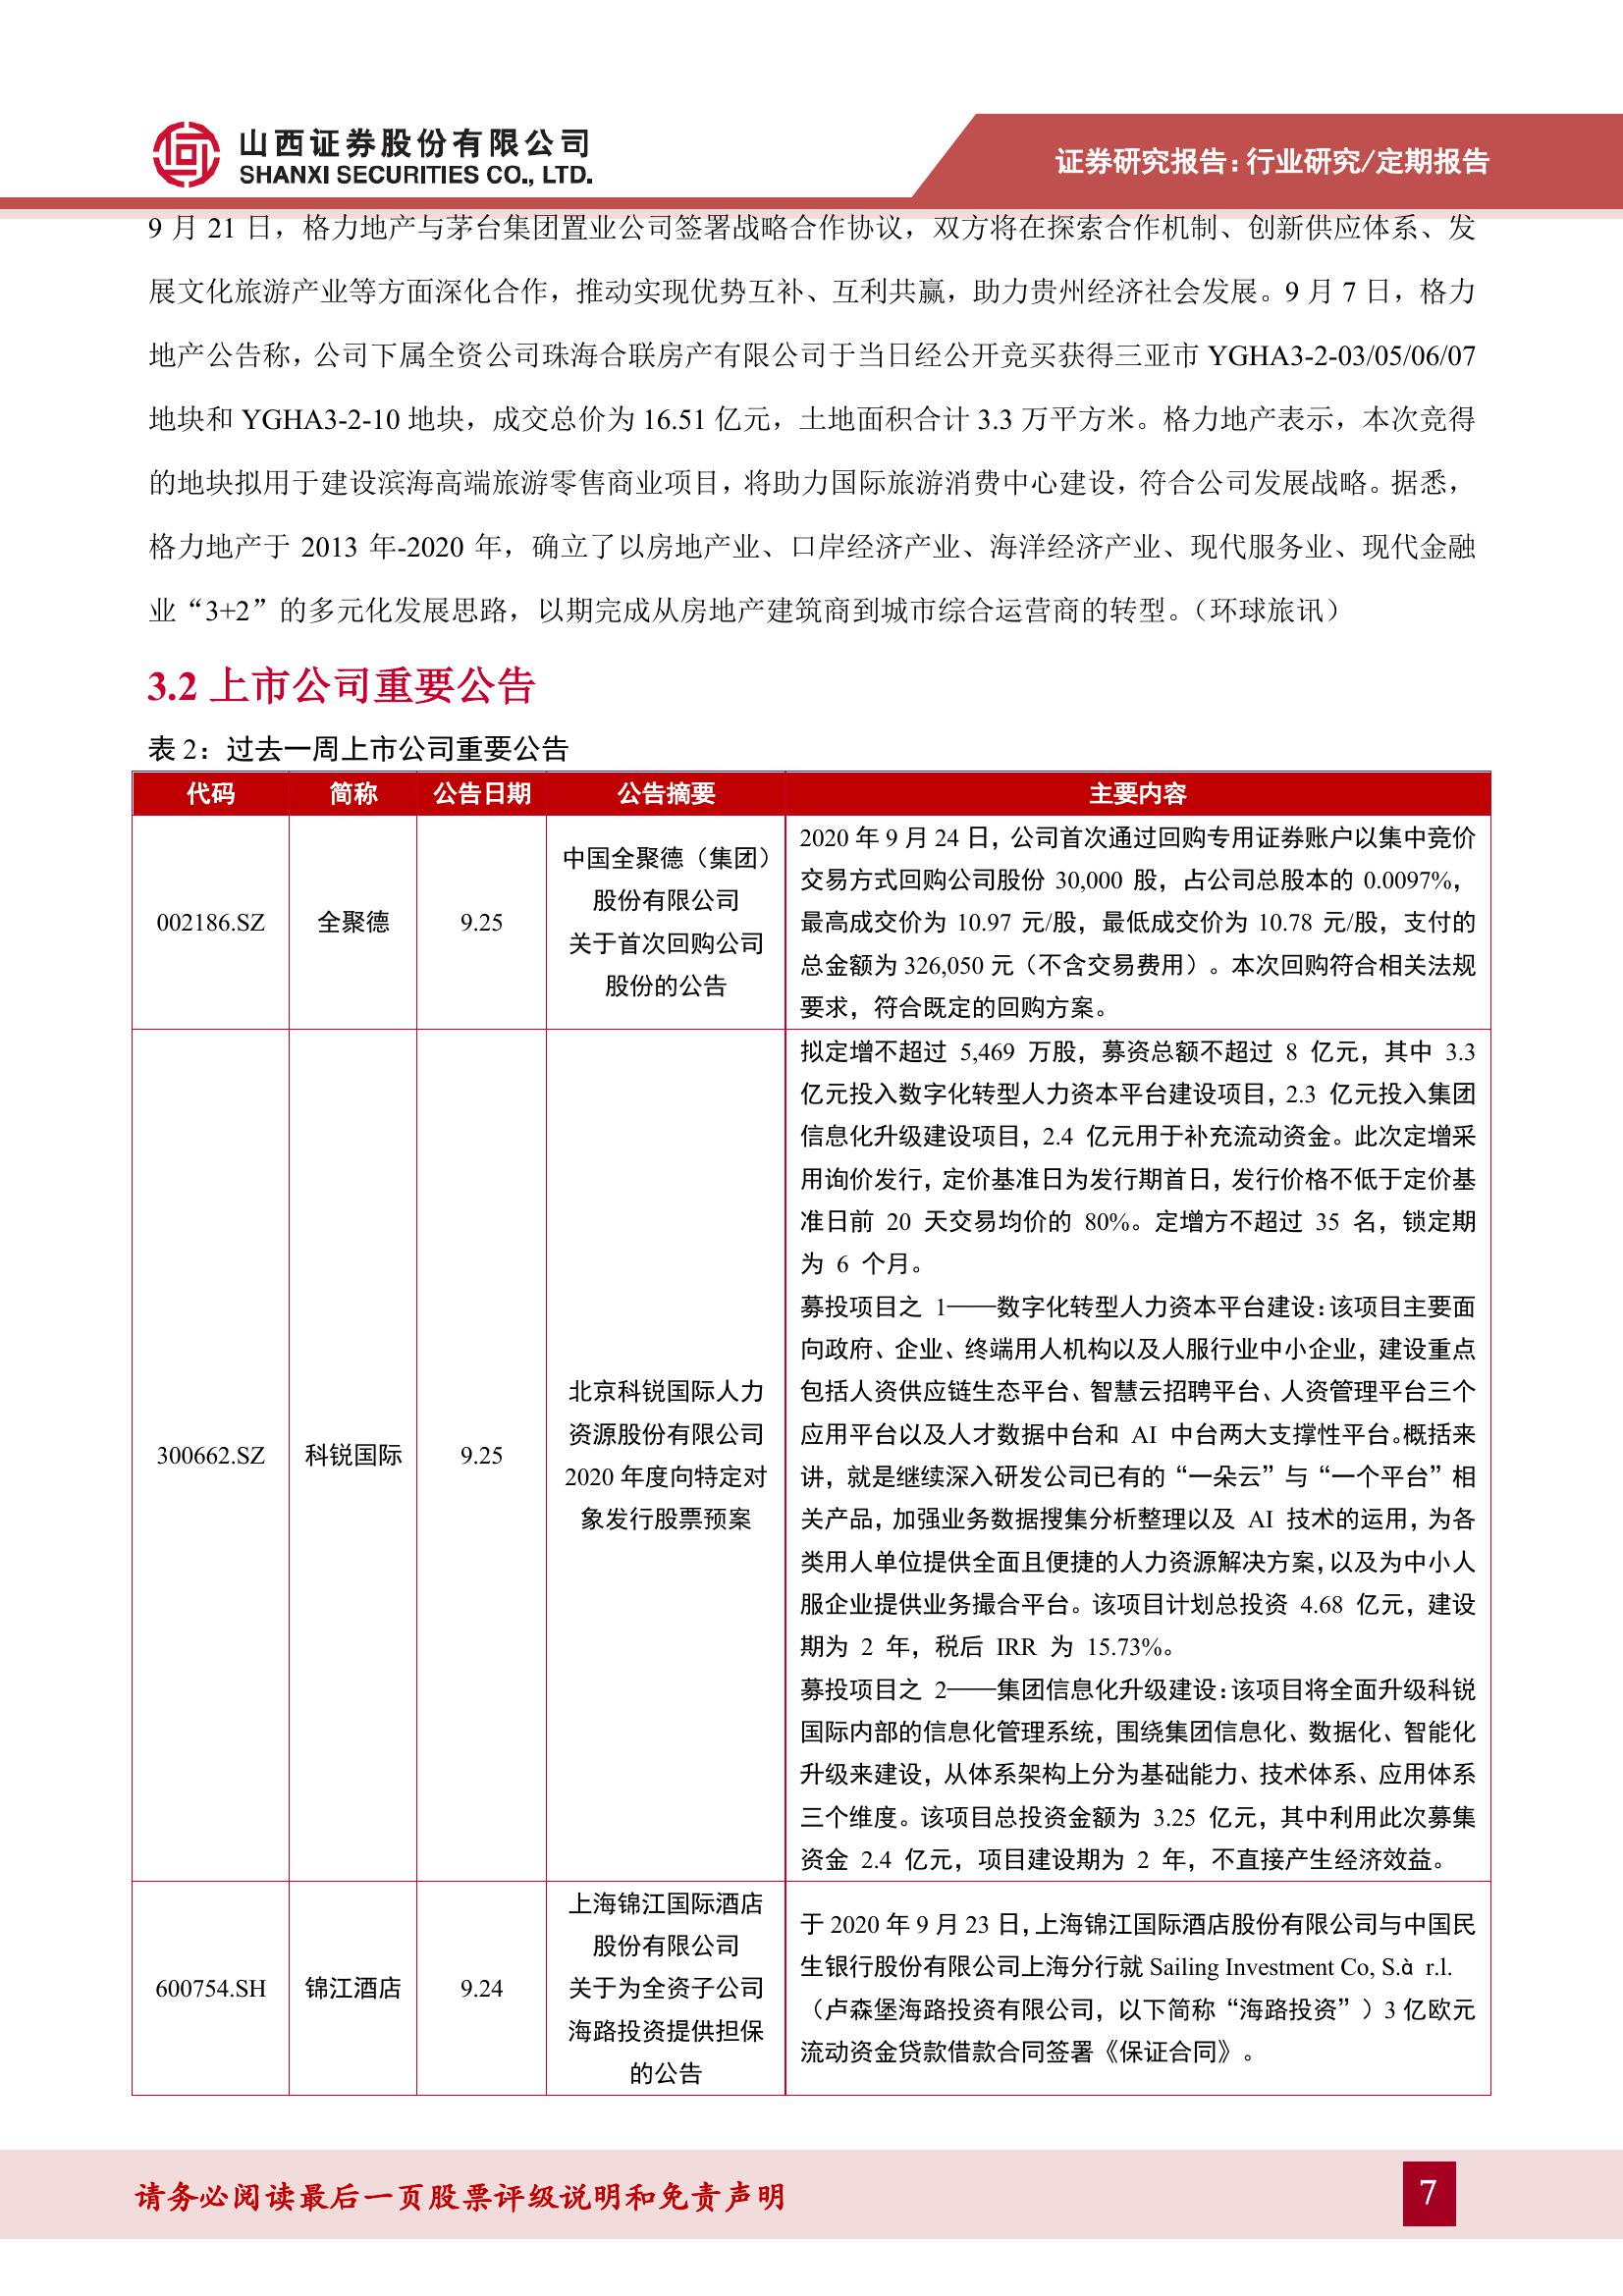 山西证券股份有限公司
SHANXI SECURITIES CO., LTD.
证券研究报告：行业研究/定期报告
9 月 21 日，格力地产与茅台集团置业公司签署战略合作协议，双方将在探索合作机制、创新供应体系、发
展文化旅游产业等方面深化合作，推动实现优势互补、互利共赢，助力贵州经济社会发展。9 月 7 日，格力
地产公告称，公司下属全资公司珠海合联房产有限公司于当日经公开竞买获得三亚市 YGHA3-2-03/05/06/07
地块和 YGHA3-2-10 地块，成交总价为 16.51 亿元，土地面积合计 3.3 万平方米。格力地产表示，本次竞得
的地块拟用于建设滨海高端旅游零售商业项目，将助力国际旅游消费中心建设，符合公司发展战略。据悉，
格力地产于 2013 年-2020 年，确立了以房地产业、口岸经济产业、海洋经济产业、现代服务业、现代金融
业“3+2”的多元化发展思路，以期完成从房地产建筑商到城市综合运营商的转型。（环球旅讯）
3.2 上市公司重要公告
表 2：过去一周上市公司重要公告
代码 简称 公告日期 公告摘要 主要内容
002186.SZ
全聚德
9.25
中国全聚德（集团）
股份有限公司
关于首次回购公司
股份的公告
2020 年 9 月 24 日，公司首次通过回购专用证券账户以集中竞价
交易方式回购公司股份 30,000 股，占公司总股本的 0.0097%，
最高成交价为 10.97 元/股，最低成交价为 10.78 元/股，支付的
总金额为 326,050 元（不含交易费用）。本次回购符合相关法规
要求，符合既定的回购方案。
300662.SZ
科锐国际
9.25
北京科锐国际人力
资源股份有限公司
2020 年度向特定对
象发行股票预案
拟定增不超过 5,469 万股，募资总额不超过 8 亿元，其中 3.3
亿元投入数字化转型人力资本平台建设项目，2.3 亿元投入集团
信息化升级建设项目，2.4 亿元用于补充流动资金。此次定增采
用询价发行，定价基准日为发行期首日，发行价格不低于定价基
准日前 20 天交易均价的 80%。定增方不超过 35 名，锁定期
为 6 个月。
募投项目之 1——数字化转型人力资本平台建设：该项目主要面
向政府、企业、终端用人机构以及人服行业中小企业，建设重点
包括人资供应链生态平台、智慧云招聘平台、人资管理平台三个
应用平台以及人才数据中台和 AI 中台两大支撑性平台。概括来
讲，就是继续深入研发公司已有的“一朵云”与“一个平台”相
关产品，加强业务数据搜集分析整理以及 AI 技术的运用，为各
类用人单位提供全面且便捷的人力资源解决方案，以及为中小人
服企业提供业务撮合平台。该项目计划总投资 4.68 亿元，建设
期为 2 年，税后 IRR 为 15.73%。
募投项目之 2——集团信息化升级建设：该项目将全面升级科锐
国际内部的信息化管理系统，围绕集团信息化、数据化、智能化
升级来建设，从体系架构上分为基础能力、技术体系、应用体系
三个维度。该项目总投资金额为 3.25 亿元，其中利用此次募集
资金 2.4 亿元，项目建设期为 2 年，不直接产生经济效益。
600754.SH
锦江酒店
9.24
上海锦江国际酒店
股份有限公司
关于为全资子公司
海路投资提供担保
的公告
于 2020 年 9 月 23 日，上海锦江国际酒店股份有限公司与中国民
生银行股份有限公司上海分行就 Sailing Investment Co, S.à r.l.
（卢森堡海路投资有限公司，以下简称“海路投资”）3 亿欧元
流动资金贷款借款合同签署《保证合同》。
请务必阅读最后一页股票评级说明和免责声明
7